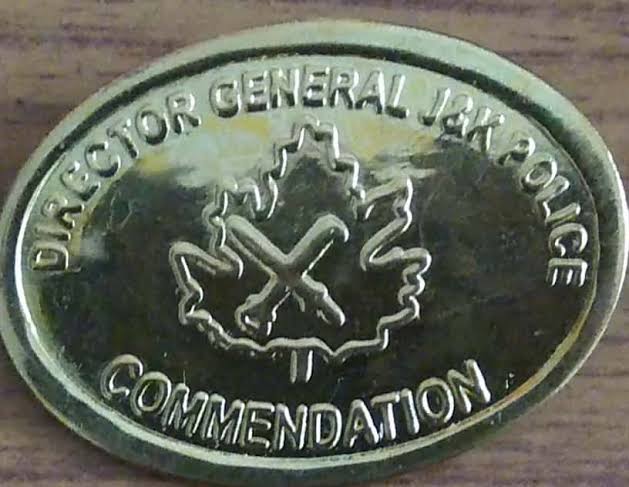 DIRECTOR GENERAL J&K POLICE
COMMENDATION